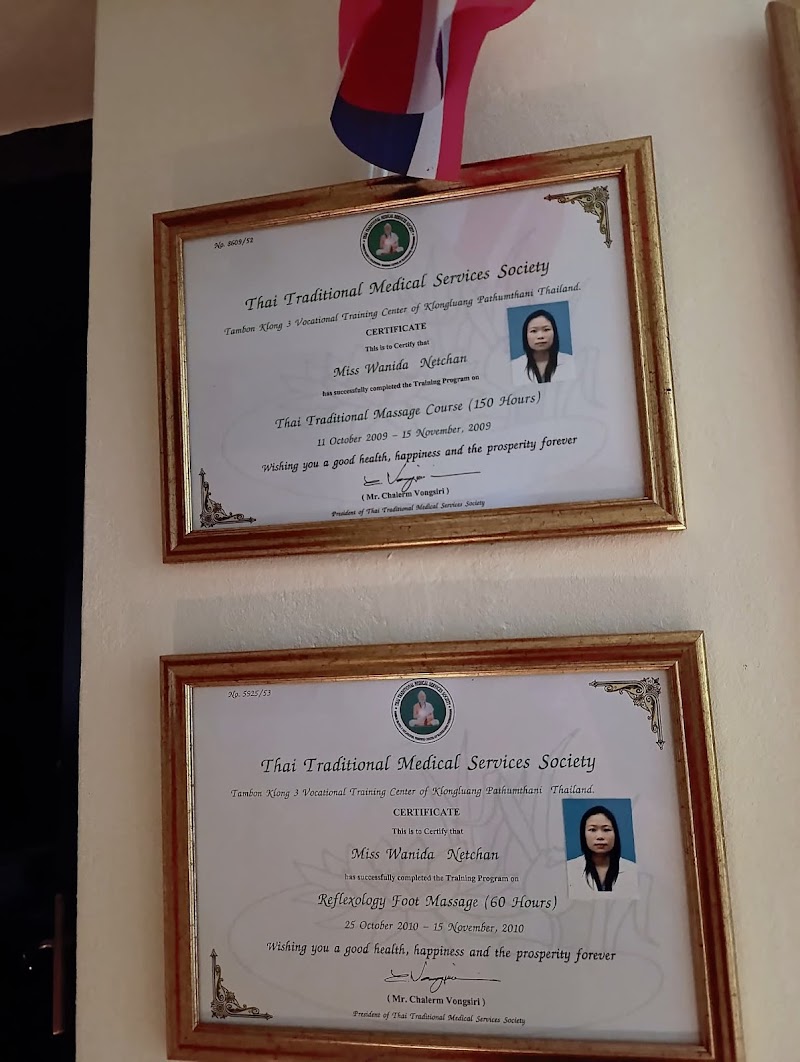 No. 8609/52
Thai Traditional Medical Services Society
Tambon Klong 3 Vocational Training Center of Klongluang Pathumthani Thailand.
CERTIFICATE
This is to Certify that
Miss Wanida Netchan
has successfully completed the Training Program on
Thai Traditional Massage Course (150 Hours)
11 October 2009 – 15 November, 2009
Wishing you a good health, happiness and the prosperity forever
( Mr. Chalerm Vongsiri )
President of Thai Traditional Medical Services Society
No. 5925/53
THAI TRADITIONAL MEDICAL SERVICES SOCIETY
Thai Traditional Medical Services Society
Tambon Klong 3 Vocational Training Center of Klongluang Pathumthani Thailand.
CERTIFICATE
This is to Certify that
Miss Wanida Netchan
has successfully completed the Training Program on
Reflexology Foot Massage (60 Hours)
25 October 2010 – 15 November, 2010
Wishing you a good health, happiness and the prosperity forever
( Mr. Chalerm Vongsiri )
President of Thai Traditional Medical Services Society